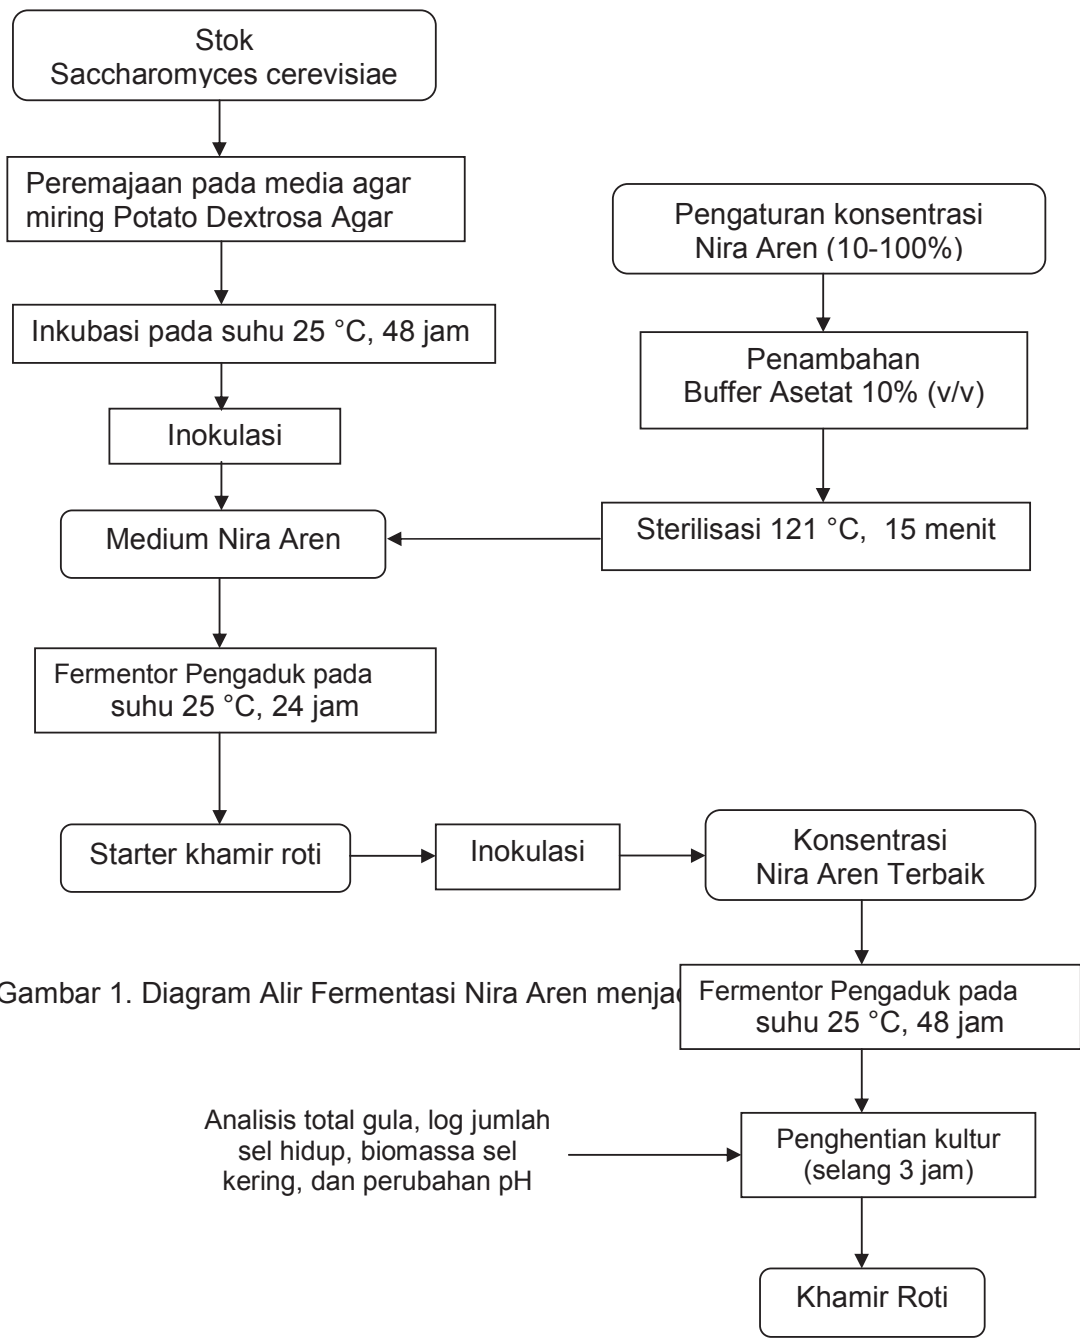 Stok
Saccharomyces cerevisiae
Peremajaan pada media agar
miring Potato Dextrosa Agar
Inkubasi pada suhu 25 °C, 48 jam
Inokulasi
Pengaturan konsentrasi
Nira Aren (10-100%)
Penambahan
Buffer Asetat 10% (v/v)
Sterilisasi 121 °C, 15 menit
Medium Nira Aren
Fermentor Pengaduk pada
suhu 25 °C, 24 jam
Starter khamir roti
Inokulasi
Konsentrasi
Nira Aren Terbaik
Gambar 1. Diagram Alir Fermentasi Nira Aren
Fermentor Pengaduk pada
suhu 25 °C, 48 jam
Analisis total gula, log jumlah
sel hidup, biomassa sel
kering, dan perubahan pH
Penghentian kultur
(selang 3 jam)
Khamir Roti